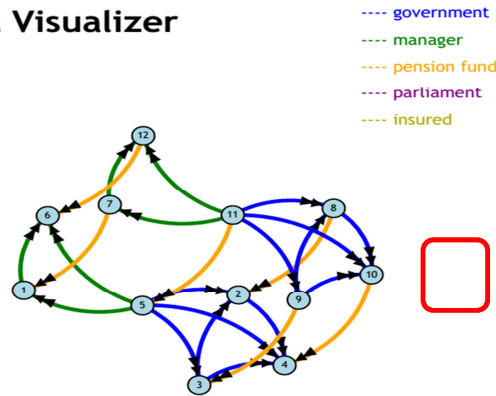 : Visualizer
---- government
---- manager
---- pension fund
---- parliament
---- insured
12
6
7
11
8
1
5
2
9
10
3
4